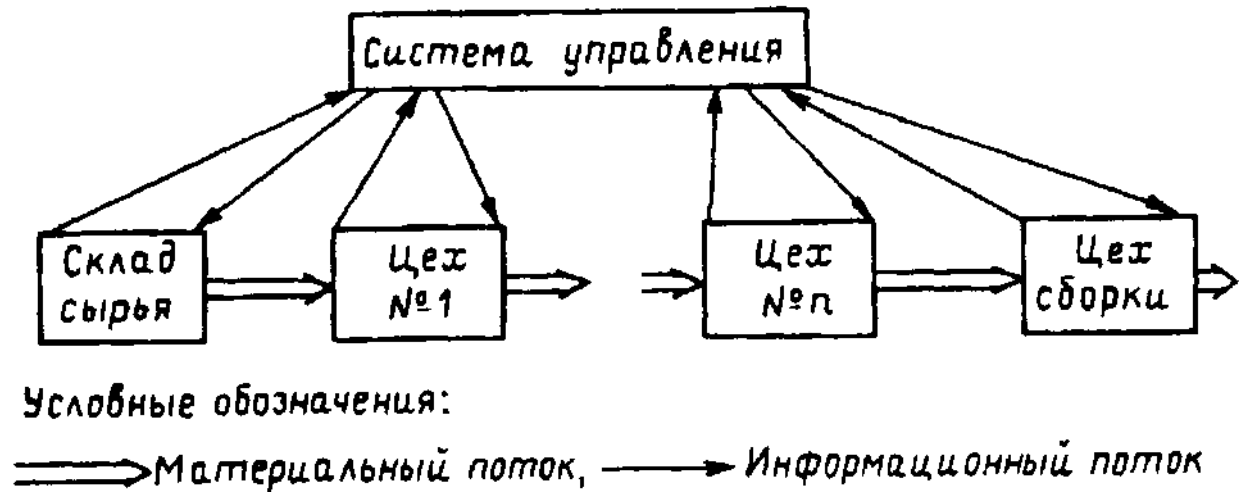 Система управления
Склад
сырья
Цех
№1
Цех
№n
Цех
сборки
Условные обозначения:
Материальный поток, Информационный поток